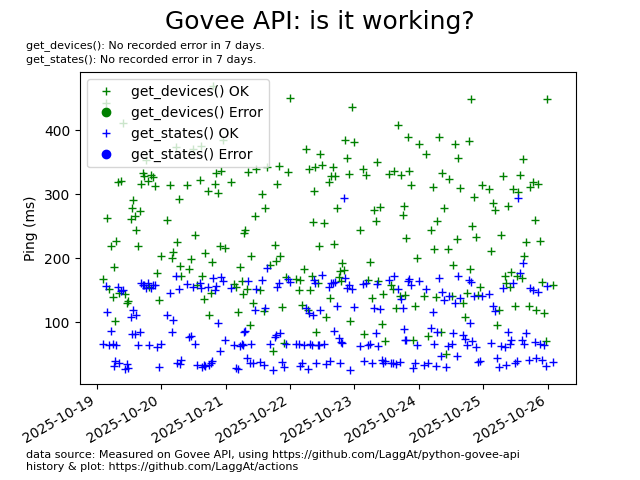 Govee API: is it working?
get_devices(): No recorded error in 7 days.
get_states(): No recorded error in 7 days.
get_devices() OK
get_devices() Error
get_states() OK
get_states() Error
Ping (ms)
400
300
200
100
2025-10-19
2025-10-20
2025-10-21
2025-10-22
2025-10-23
2025-10-24
2025-10-25
2025-10-26
data source: Measured on Govee API, using https://github.com/LaggAt/python-govee-api
history & plot: https://github.com/LaggAt/actions